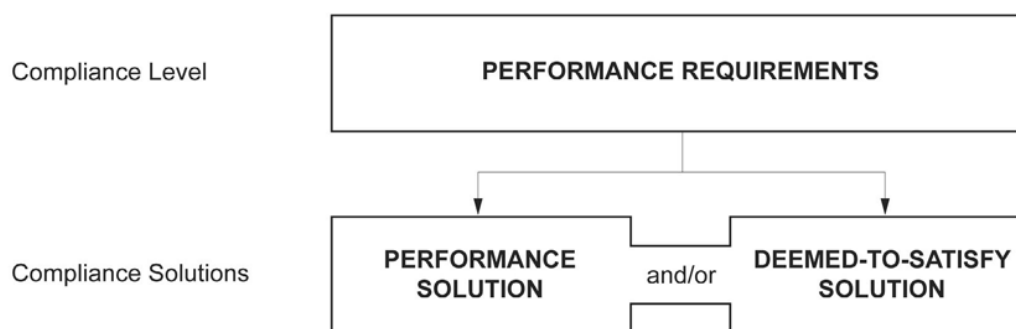 Compliance Level
PERFORMANCE REQUIREMENTS
Compliance Solutions
PERFORMANCE
SOLUTION
and/or
DEEMED-TO-SATISFY
SOLUTION